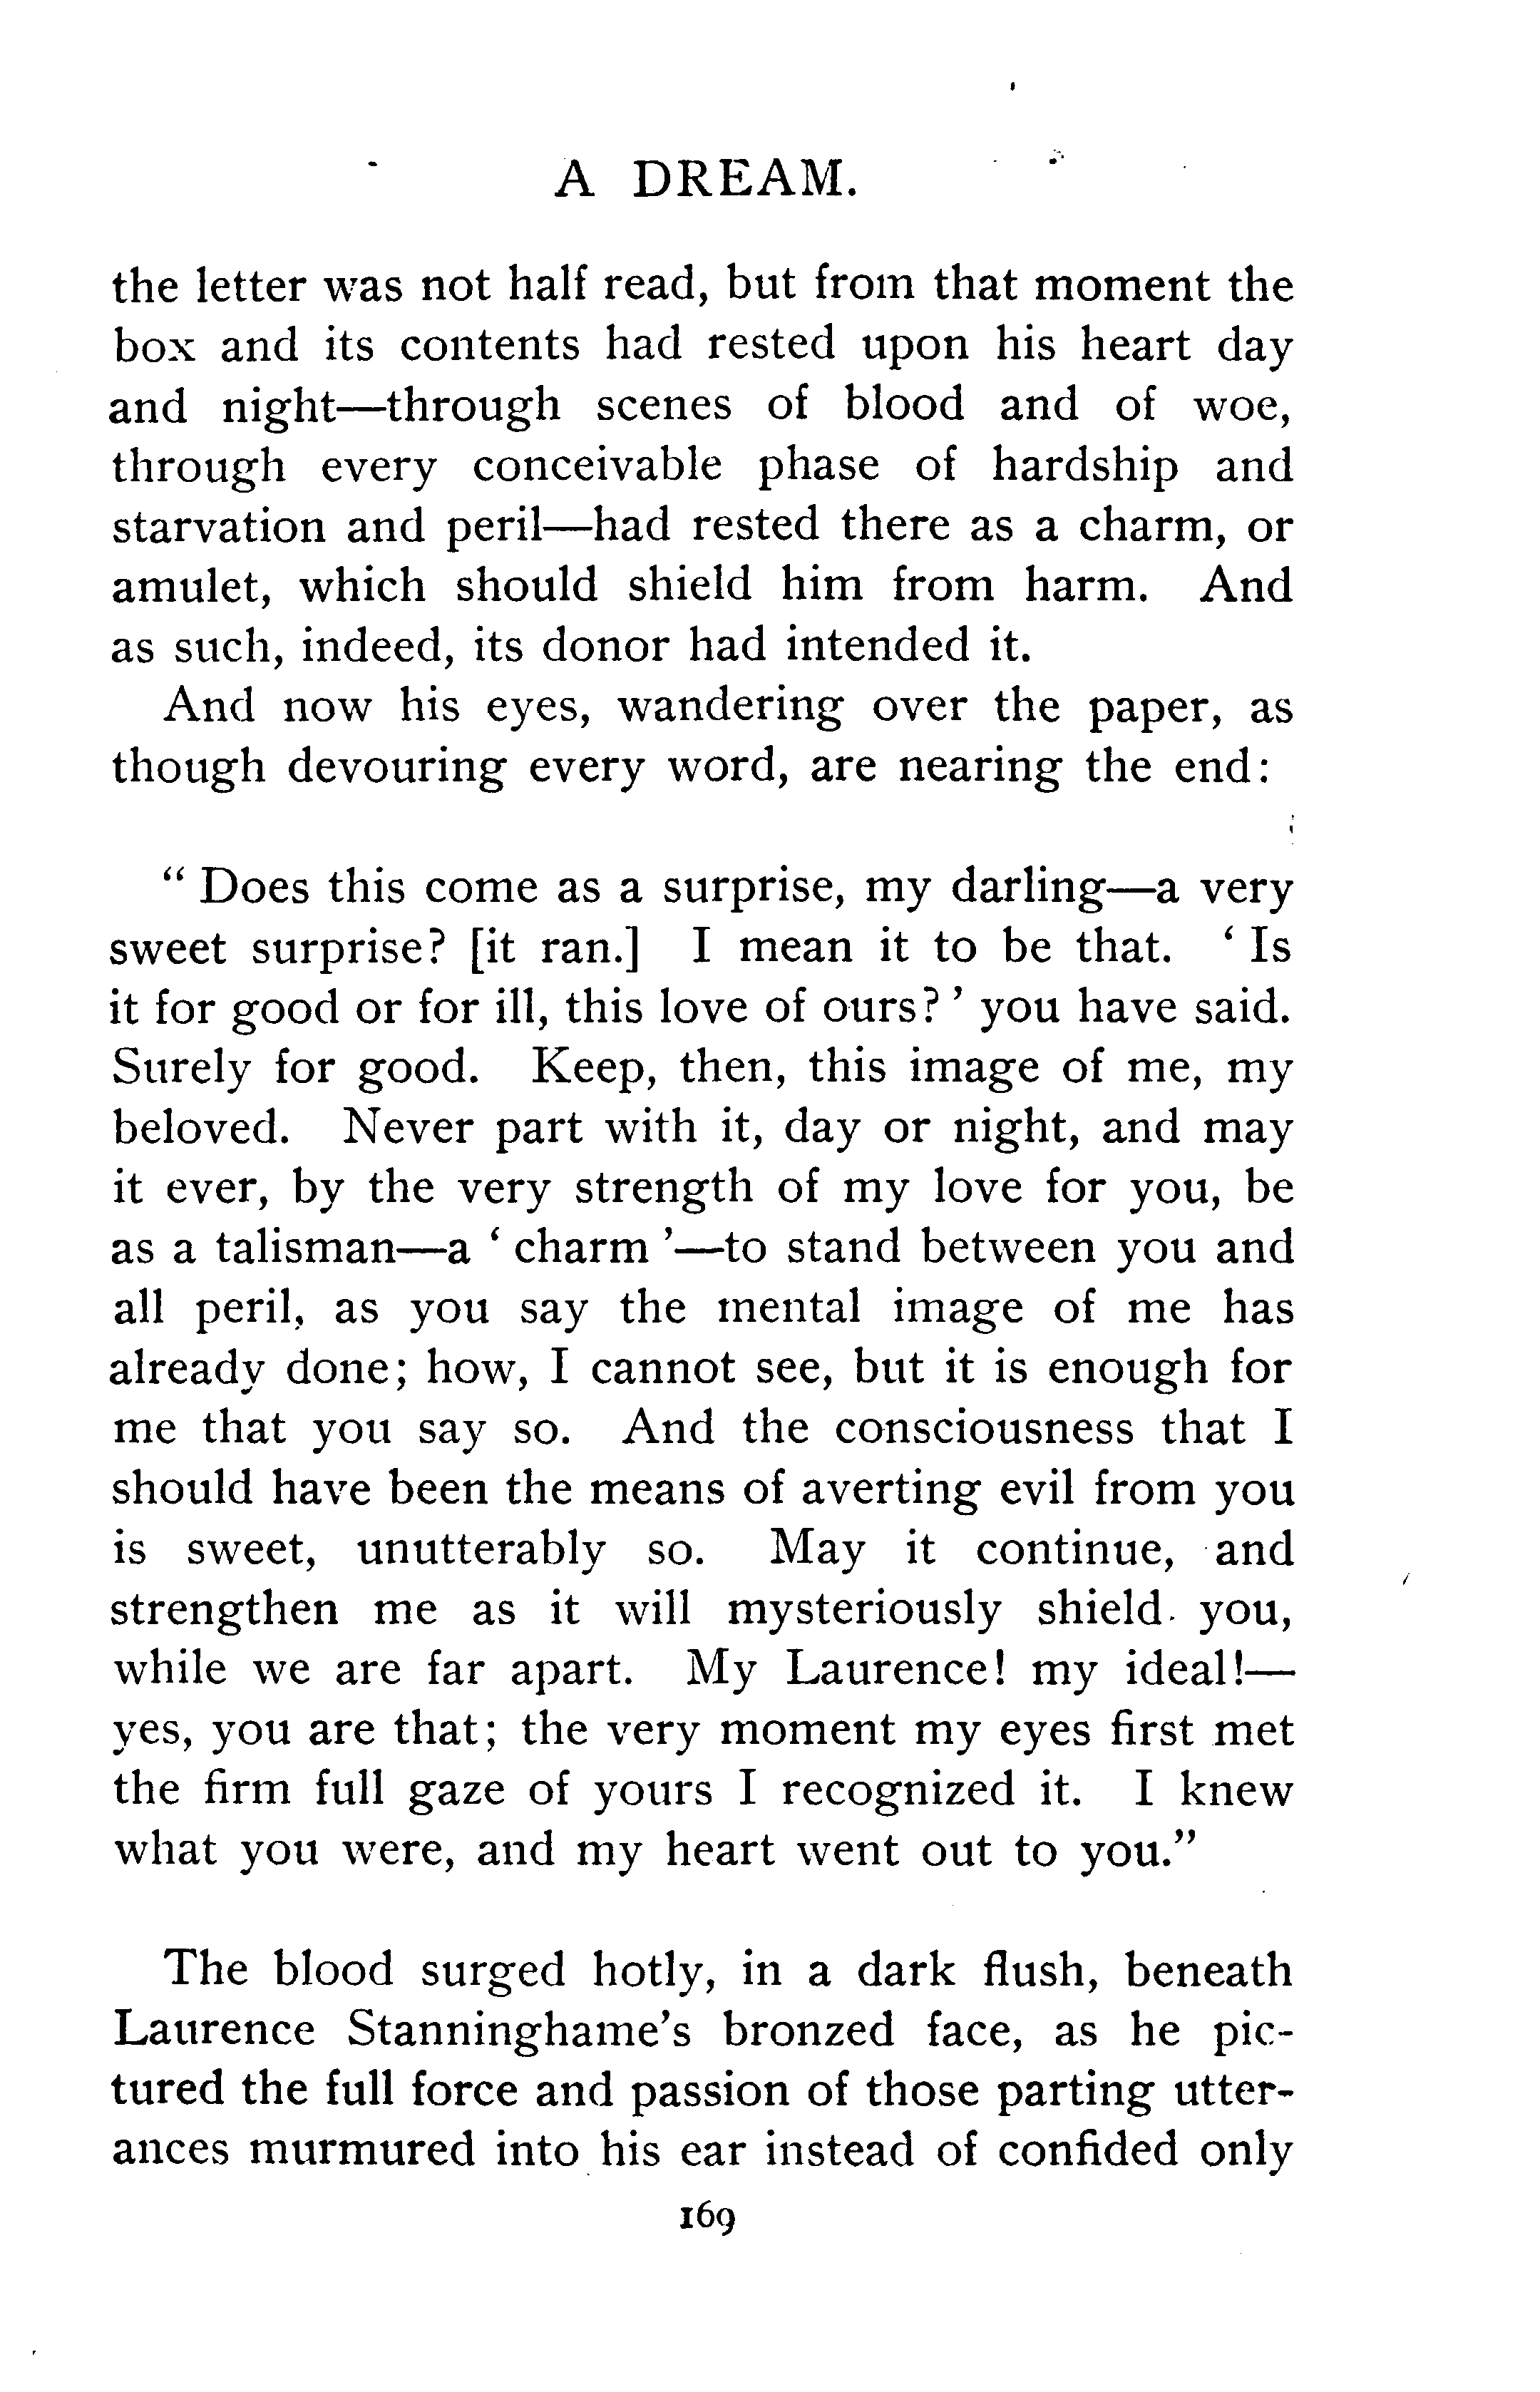 A DREAM.
the letter was not half read, but from that moment the
box and its contents had rested upon his heart day
and night—through scenes of blood and of woe,
through every conceivable phase of hardship and
starvation and peril—had rested there as a charm, or
amulet, which should shield him from harm. And
as such, indeed, its donor had intended it.
And now his eyes, wandering over the paper, as
though devouring every word, are nearing the end:
“ Does this come as a surprise, my darling—a very
sweet surprise? [it ran.] I mean it to be that. ‘ Is
it for good or for ill, this love of ours? ’ you have said.
Surely for good. Keep, then, this image of me, my
beloved. Never part with it, day or night, and may
it ever, by the very strength of my love for you, be
as a talisman—a ‘ charm ’—to stand between you and
all peril, as you say the mental image of me has
already done; how, I cannot see, but it is enough for
me that you say so. And the consciousness that I
should have been the means of averting evil from you
is sweet, unutterably so. May it continue, and
strengthen me as it will mysteriously shield you,
while we are far apart. My Laurence! my ideal!—
yes, you are that; the very moment my eyes first met
the firm full gaze of yours I recognized it. I knew
what you were, and my heart went out to you.”
The blood surged hotly, in a dark flush, beneath
Laurence Stanninghame’s bronzed face, as he pic-
tured the full force and passion of those parting utter-
ances murmured into his ear instead of confided only
169